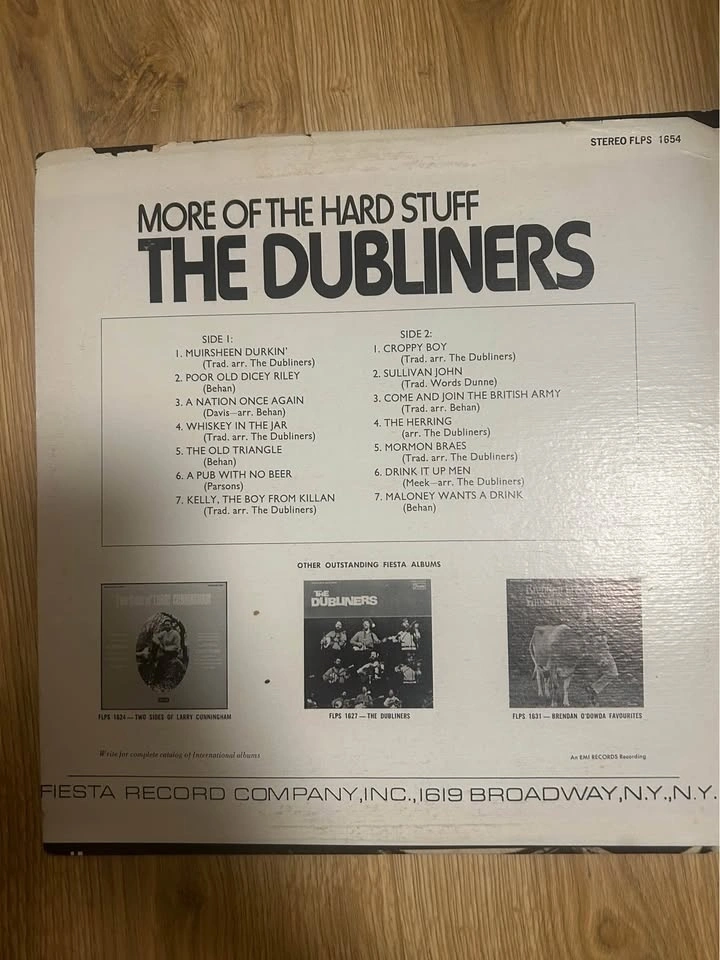 STEREO FLPS 1654
MORE OF THE HARD STUFF
THE DUBLINERS
SIDE 1:
1. MUIRSHEEN DURKIN'
(Trad. arr. The Dubliners)
2. POOR OLD DICEY RILEY
(Behan)
3. A NATION ONCE AGAIN
(Davis—arr. Behan)
4. WHISKEY IN THE JAR
(Trad. arr. The Dubliners)
5. THE OLD TRIANGLE
(Behan)
6. A PUB WITH NO BEER
(Parsons)
7. KELLY, THE BOY FROM KILLAN
(Trad. arr. The Dubliners)
SIDE 2:
1. CROPPY BOY
(Trad. arr. The Dubliners)
2. SULLIVAN JOHN
(Trad. Words Dunne)
3. COME AND JOIN THE BRITISH ARMY
(Trad. arr. Behan)
4. THE HERRING
(arr. The Dubliners)
5. MORMON BRAES
(Trad. arr. The Dubliners)
6. DRINK IT UP MEN
(Meek—arr. The Dubliners)
7. MALONEY WANTS A DRINK
(Behan)
OTHER OUTSTANDING FIESTA ALBUMS
Two Sides of LARRY CUNNINGHAM
THE
DUBLINERS
FLPS 1624 — TWO SIDES OF LARRY CUNNINGHAM
FLPS 1627 — THE DUBLINERS
FLPS 1631 — BRENDAN O'DOWDA FAVOURITES
Write for complete catalog of International albums
An EMI RECORDS Recording
FIESTA RECORD COMPANY, INC., 1619 BROADWAY, N.Y., N.Y.